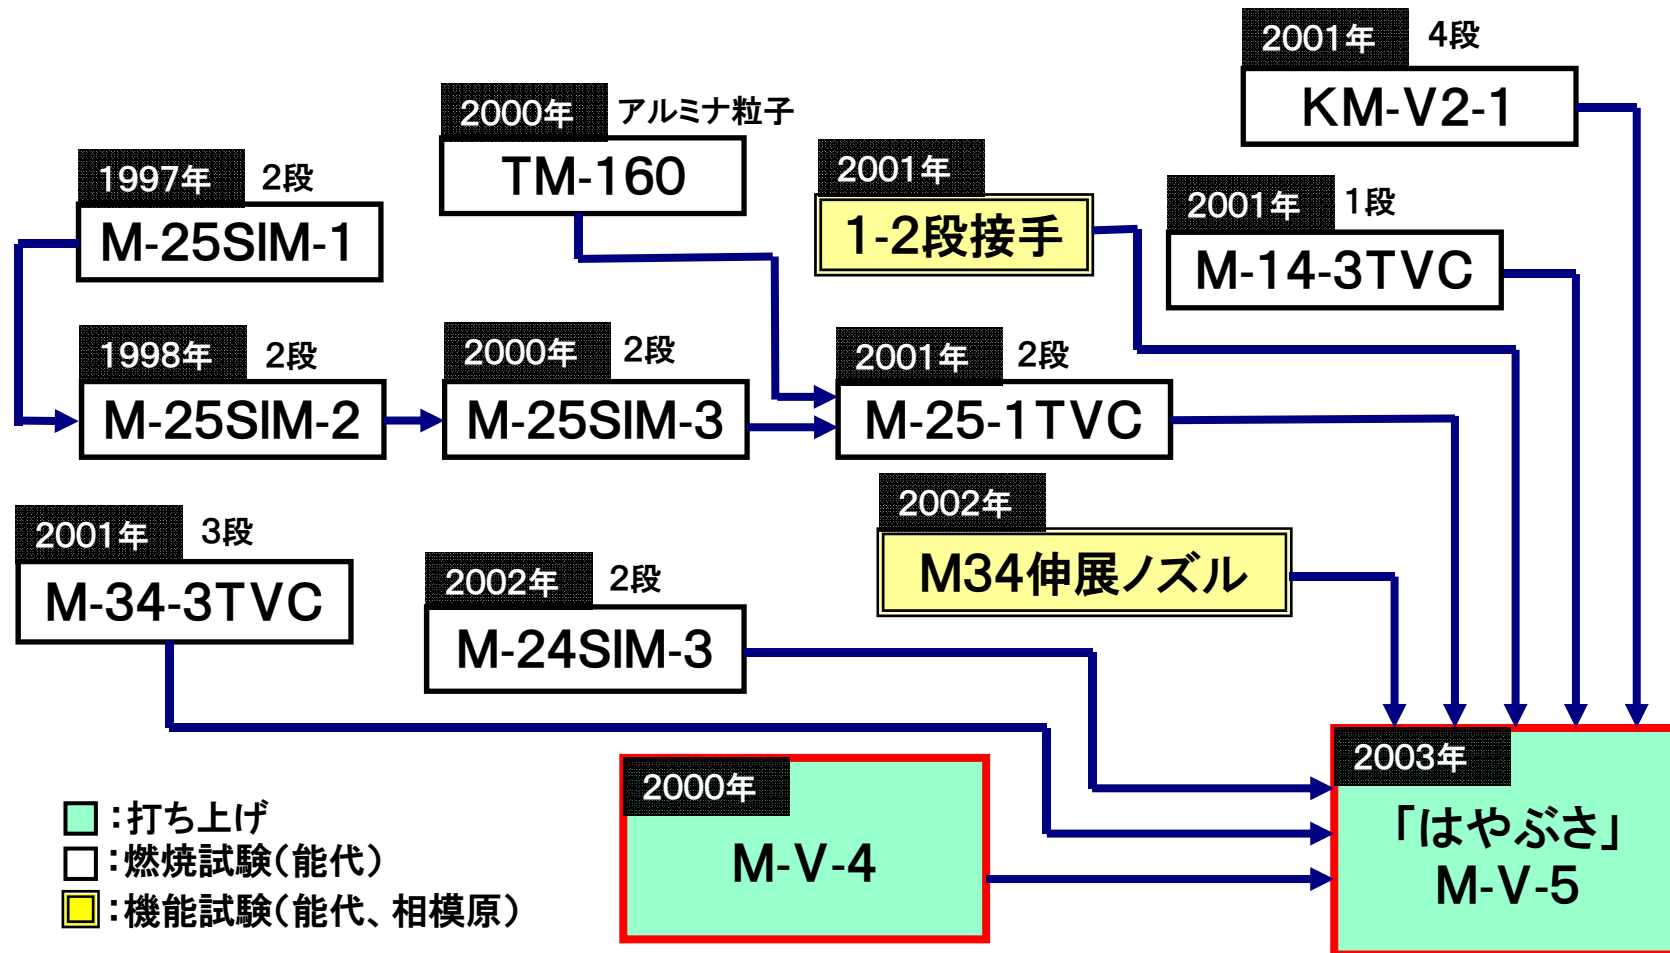 2001年 4段
KM-V2-1
2000年 アルミナ粒子
TM-160
2001年
1-2段接手
1997年 2段
M-25SIM-1
2001年 1段
M-14-3TVC
1998年 2段
M-25SIM-2
2000年 2段
M-25SIM-3
2001年 2段
M-25-1TVC
2001年 3段
M-34-3TVC
2002年 2段
M-24SIM-3
2002年
M34伸展ノズル
2000年
M-V-4
2003年
「はやぶさ」
M-V-5
：打ち上げ
：燃焼試験（能代）
：機能試験（能代、相模原）